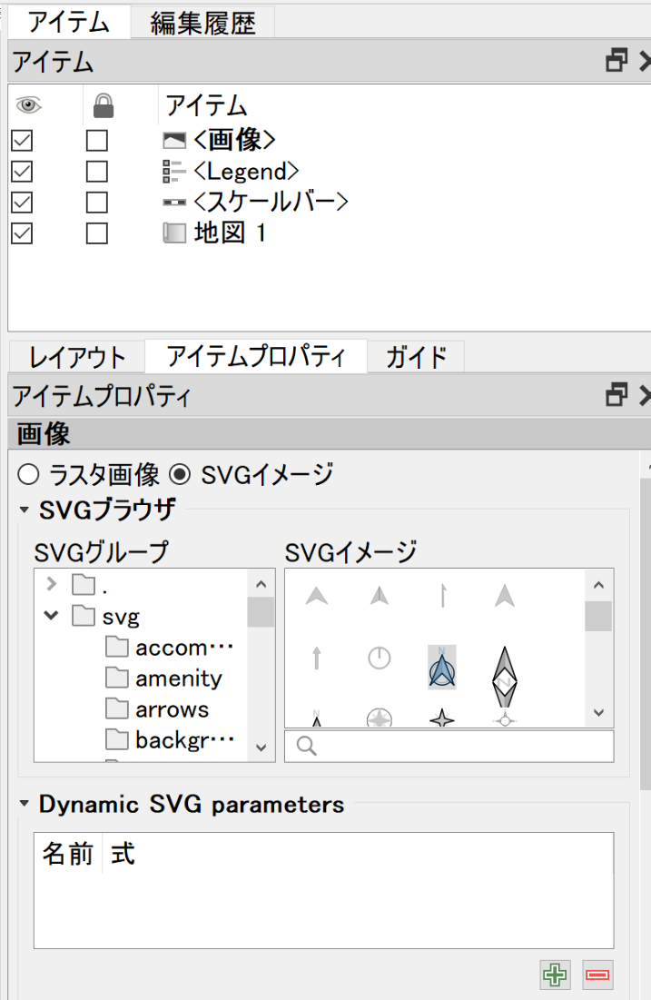 アイテム 編集履歴
アイテム
アイテム
<画像>
<Legend>
<スケールバー>
地図 1
レイアウト アイテムプロパティ ガイド
アイテムプロパティ
画像
ラスタ画像 SVGイメージ
SVGブラウザ
SVGグループ SVGイメージ
.
svg
accom…
amenity
arrows
backgr…
Dynamic SVG parameters
名前 式